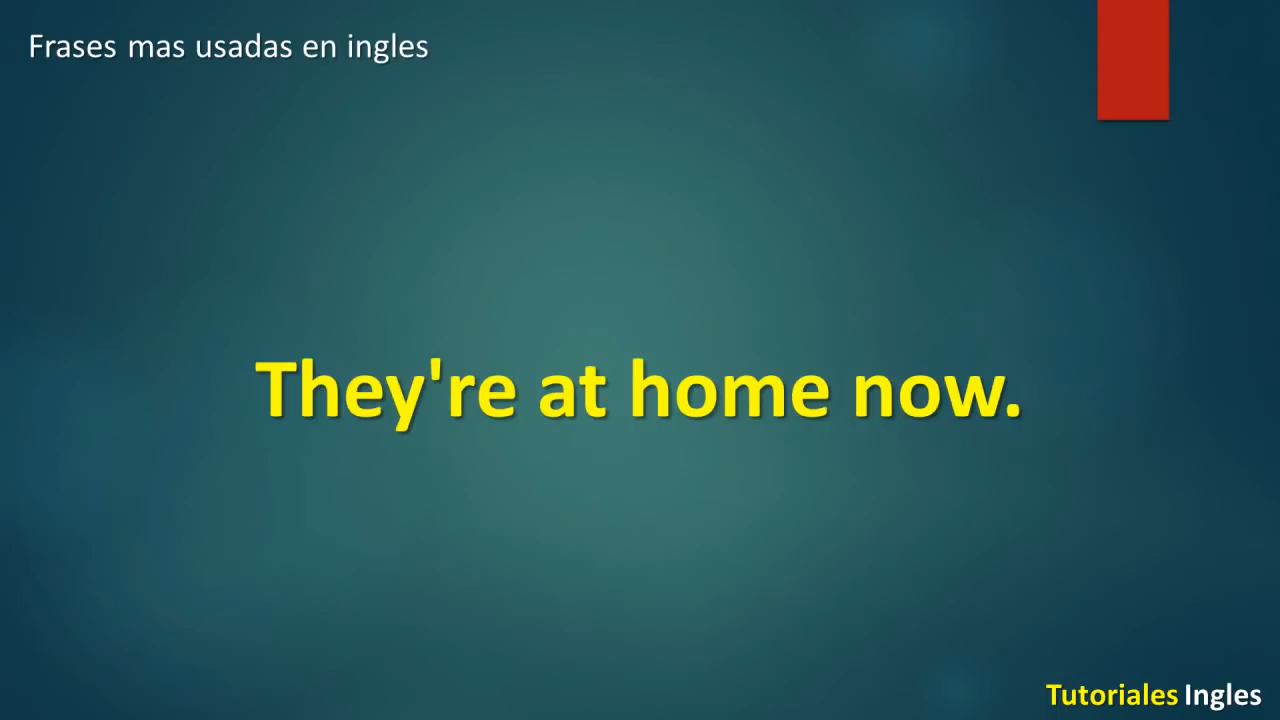 Frases mas usadas en ingles
They're at home now.
Tutoriales Ingles